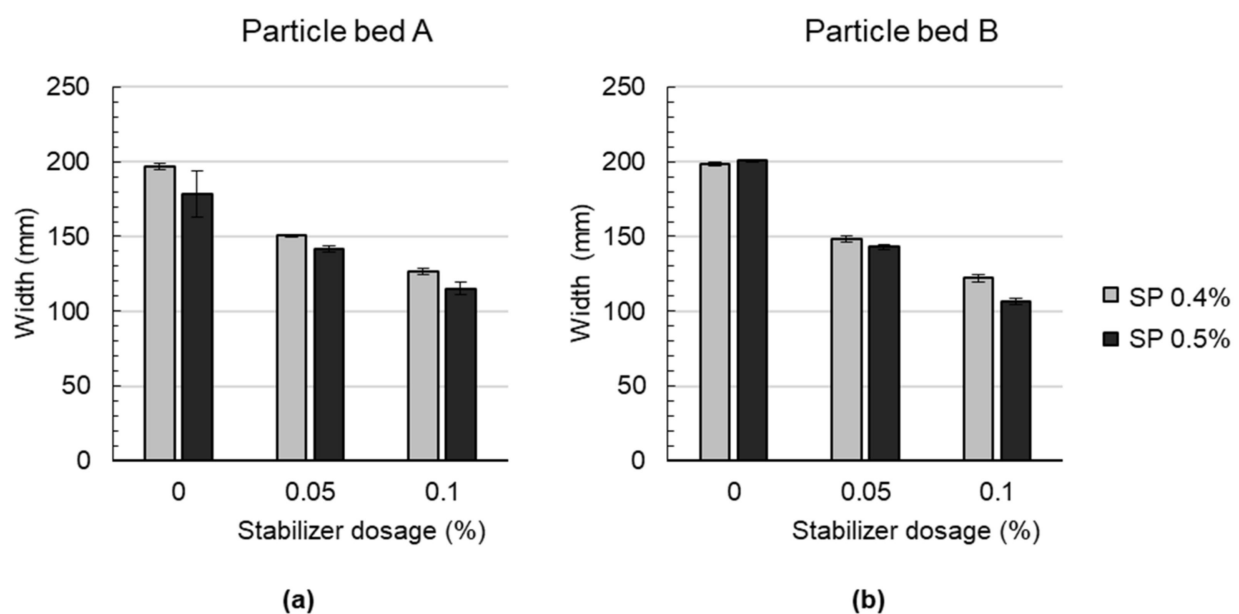 Particle bed A
250
200
150
100
50
0
Width (mm)
0 0.05 0.1
Stabilizer dosage (%)
(a)
Particle bed B
250
200
150
100
50
0
Width (mm)
0 0.05 0.1
Stabilizer dosage (%)
(b)
SP 0.4%
SP 0.5%